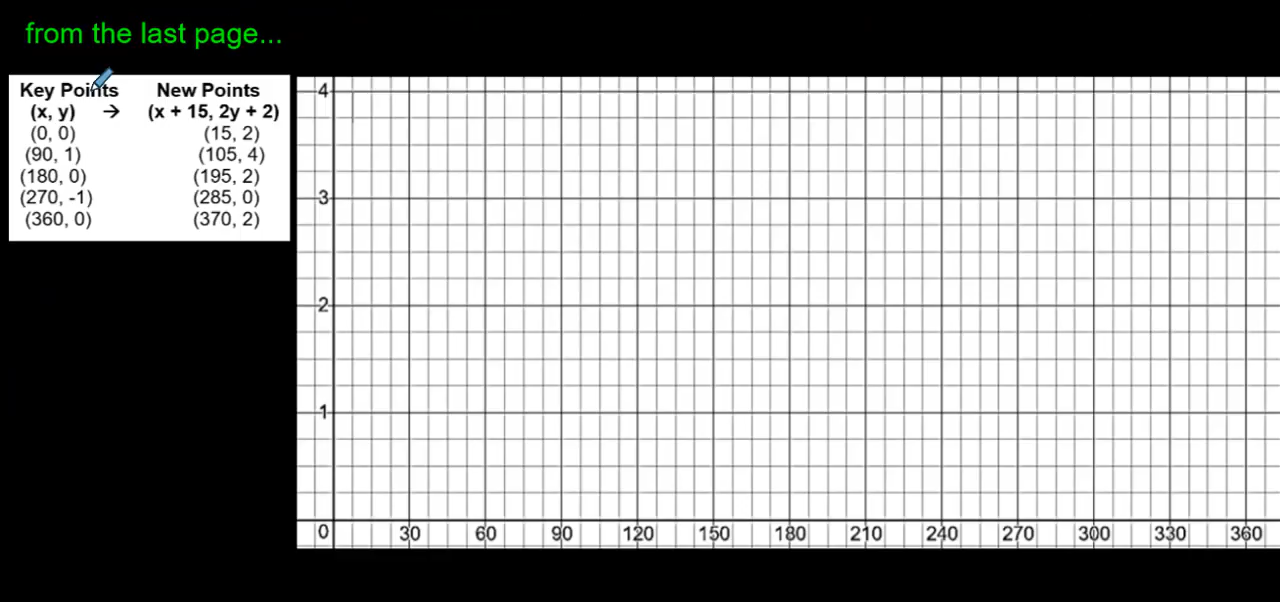 from the last page...
Key Points New Points
(x, y) → (x + 15, 2y + 2)
(0, 0) (15, 2)
(90, 1) (105, 4)
(180, 0) (195, 2)
(270, -1) (285, 0)
(360, 0) (370, 2)
4
3
2
1
0 30 60 90 120 150 180 210 240 270 300 330 360